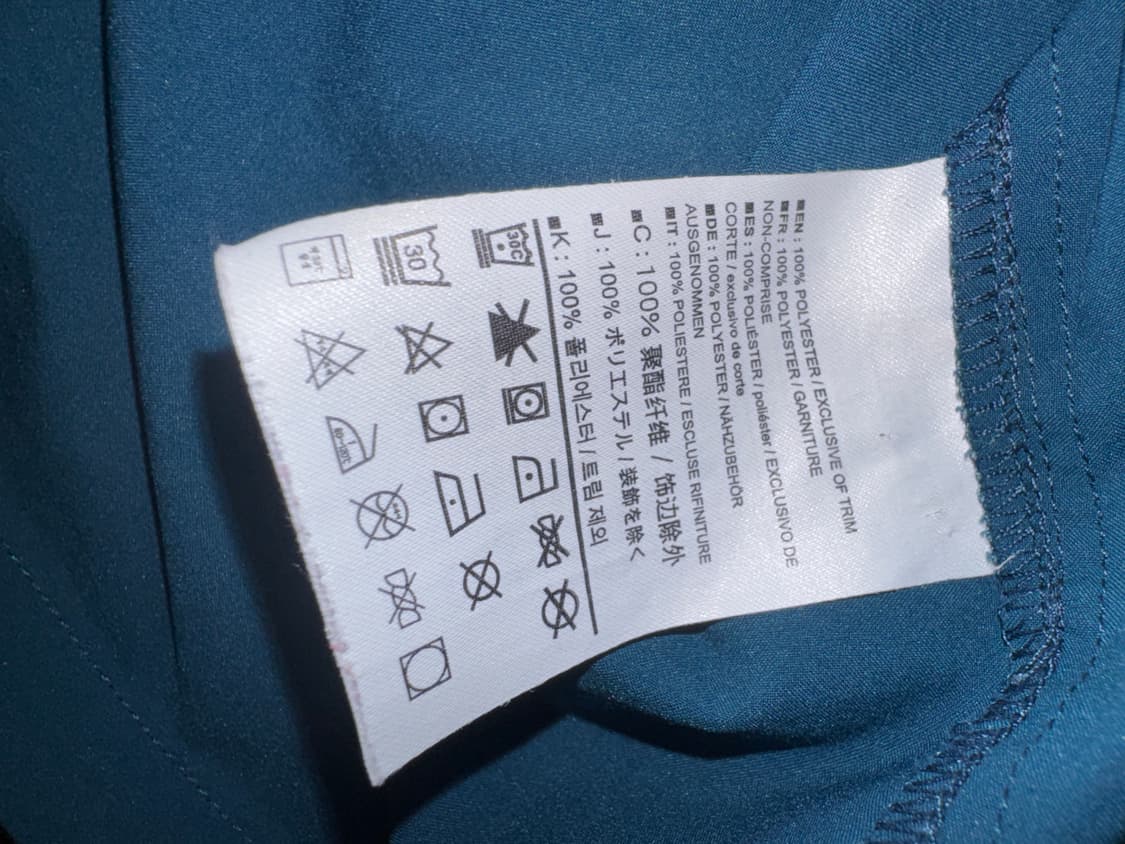 EN : 100% POLYESTER / EXCLUSIVE OF TRIM
FR : 100% POLYESTER / GARNITURE
NON-COMPRISE
ES : 100% POLIÉSTER / poliéster / EXCLUSIVO DE
CORTE / exclusivo de corte
DE : 100% POLYESTER / NÄHZUBEHÖR
AUSGENOMMEN
IT : 100% POLIESTERE / ESCLUSE RIFINITURE
C : 100% 聚酯纤维 / 饰边除外
J : 100% ポリエステル / 装飾を除く
K : 100% 폴리에스터 / 트림 제외
30C
30